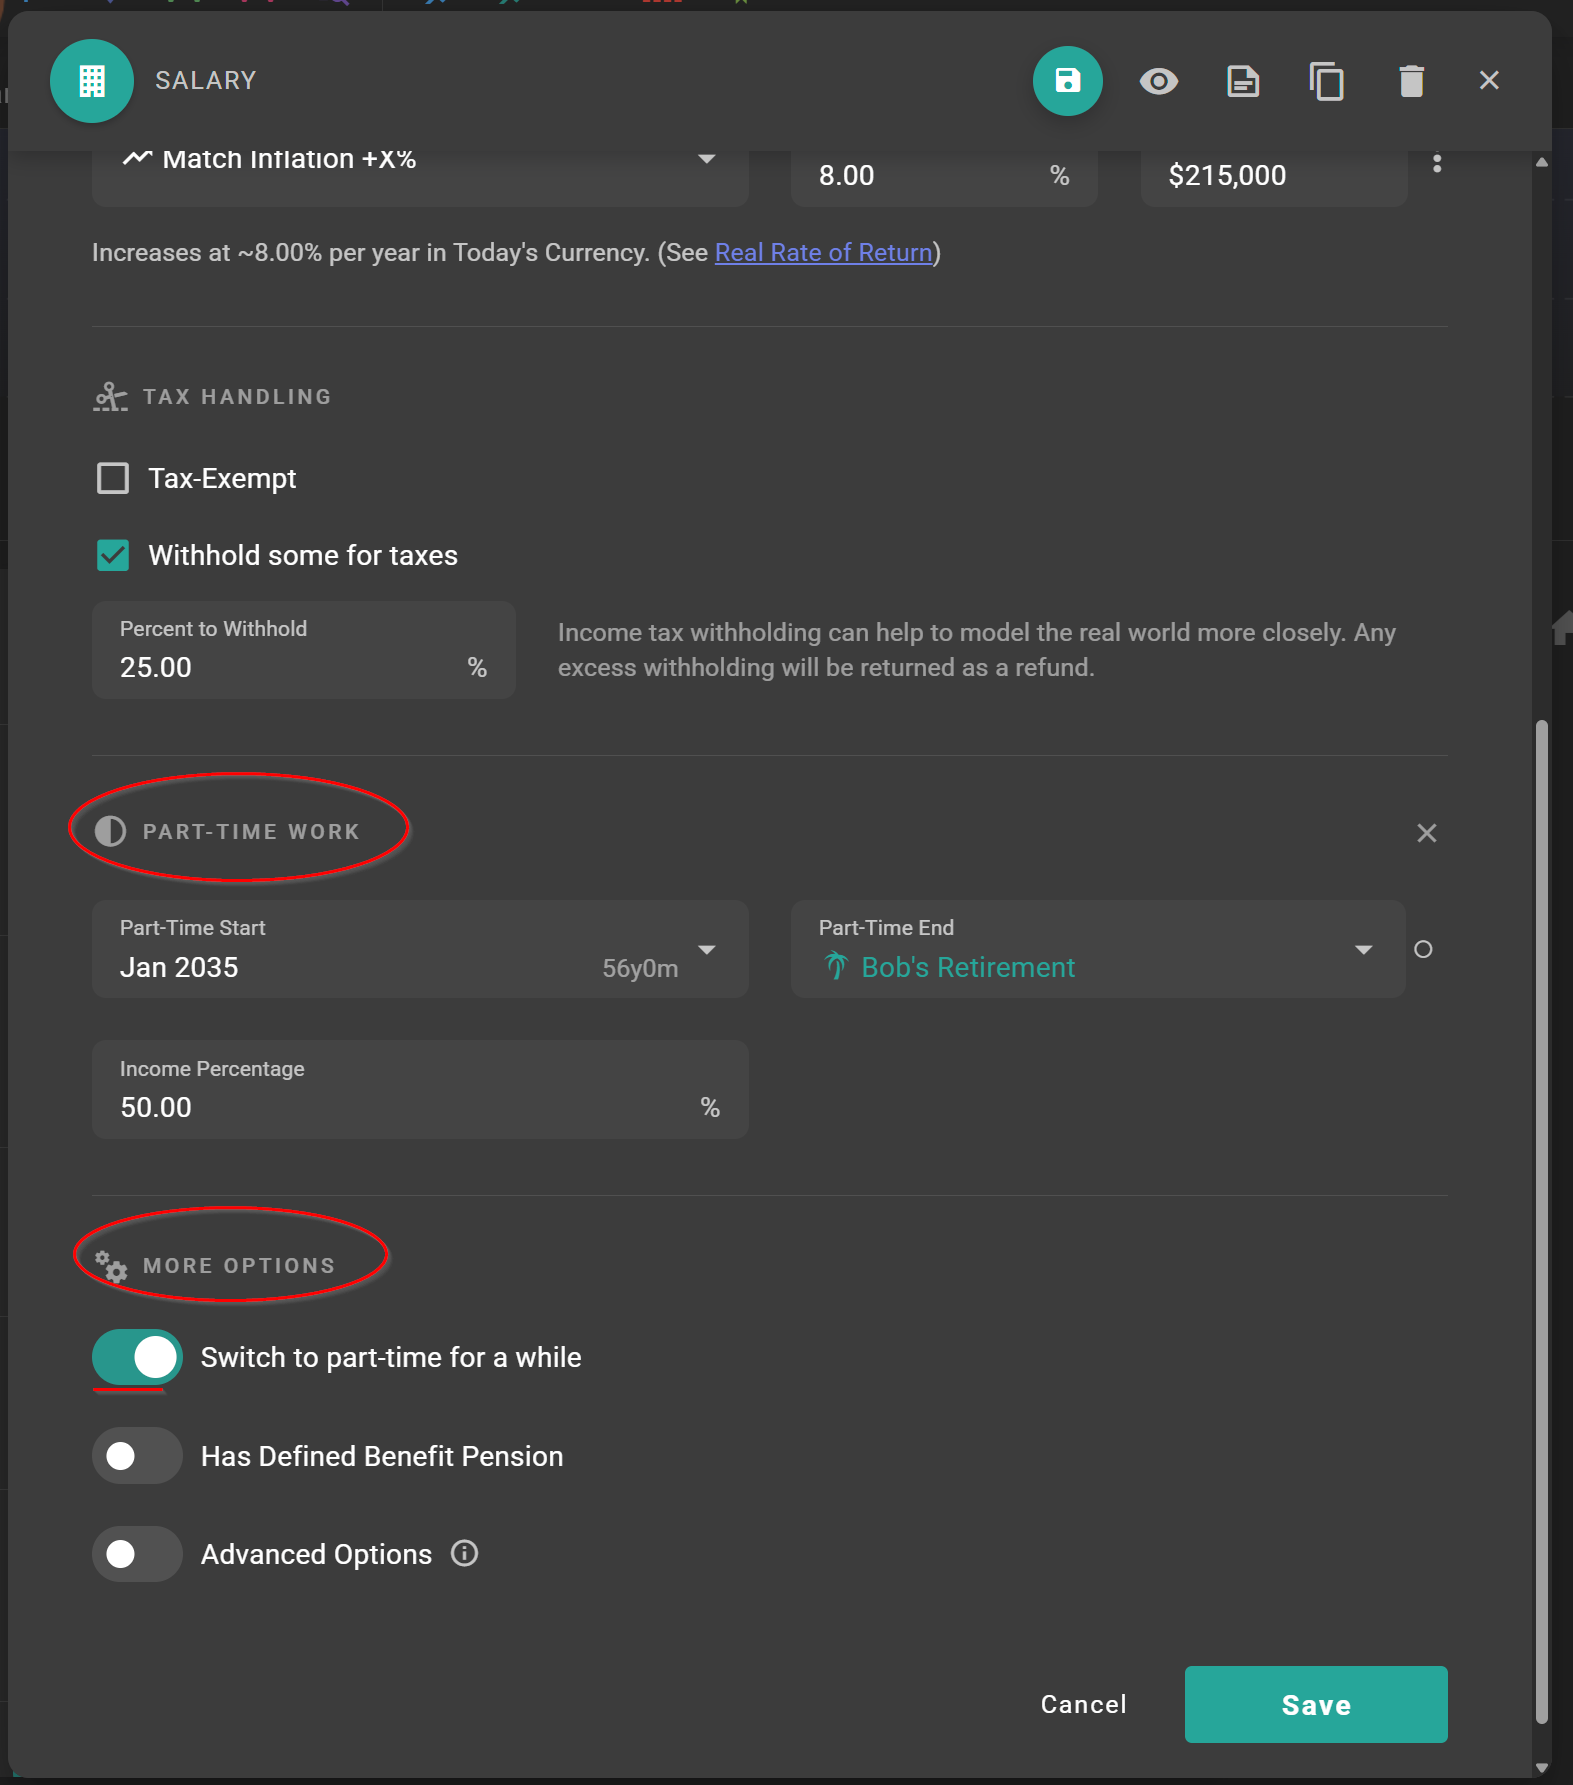 SALARY
Match Inflation +X%
8.00 %
$215,000
Increases at ~8.00% per year in Today's Currency. (See Real Rate of Return)
TAX HANDLING
Tax-Exempt
Withhold some for taxes
Percent to Withhold
25.00 %
Income tax withholding can help to model the real world more closely. Any
excess withholding will be returned as a refund.
PART-TIME WORK
Part-Time Start
Jan 2035 56y0m
Part-Time End
Bob's Retirement
Income Percentage
50.00 %
MORE OPTIONS
Switch to part-time for a while
Has Defined Benefit Pension
Advanced Options
Cancel
Save